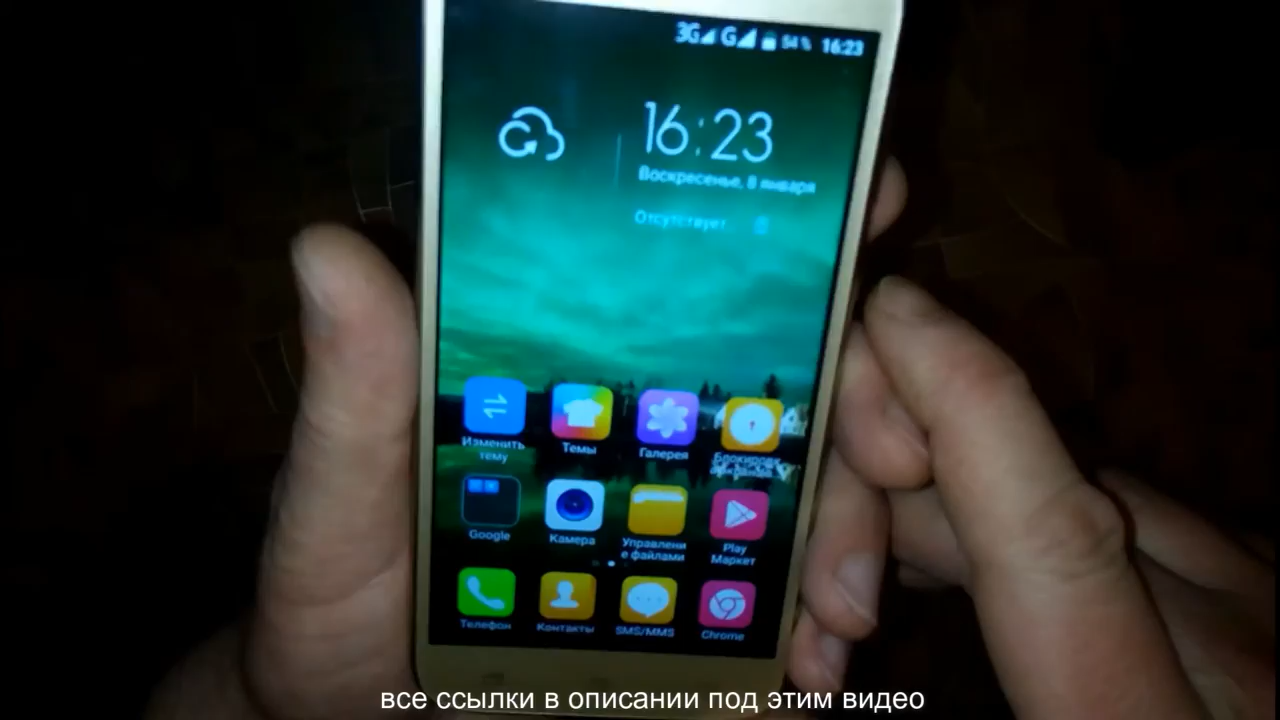 3G G 54% 16:23
16:23
Воскресенье, 8 января
Отсутствует
Изменить
тему
Темы
Галерея
Google
Камера
Управлени
е файлами
Play
Маркет
Телефон
Контакты
SMS/MMS
Chrome
все ссылки в описании под этим видео